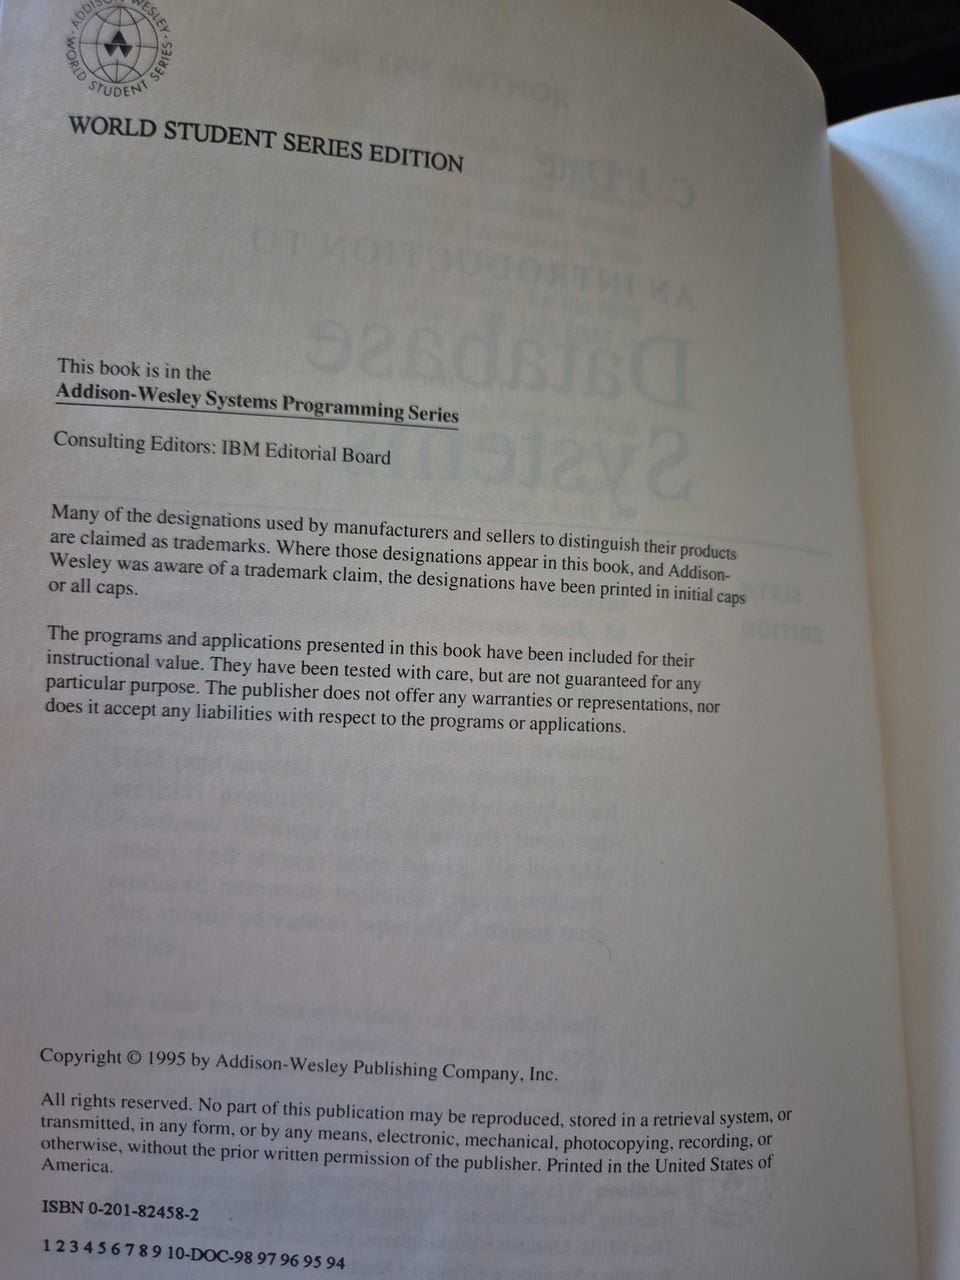 ADDISON-WESLEY
WORLD STUDENT SERIES
WORLD STUDENT SERIES EDITION
C. J. Date
AN INTRODUCTION TO
Database
Systems
SIXTH
EDITION
This book is in the
Addison-Wesley Systems Programming Series
Consulting Editors: IBM Editorial Board
Many of the designations used by manufacturers and sellers to distinguish their products
are claimed as trademarks. Where those designations appear in this book, and Addison-
Wesley was aware of a trademark claim, the designations have been printed in initial caps
or all caps.
The programs and applications presented in this book have been included for their
instructional value. They have been tested with care, but are not guaranteed for any
particular purpose. The publisher does not offer any warranties or representations, nor
does it accept any liabilities with respect to the programs or applications.
Copyright © 1995 by Addison-Wesley Publishing Company, Inc.
All rights reserved. No part of this publication may be reproduced, stored in a retrieval system, or
transmitted, in any form, or by any means, electronic, mechanical, photocopying, recording, or
otherwise, without the prior written permission of the publisher. Printed in the United States of
America.
ISBN 0-201-82458-2
1 2 3 4 5 6 7 8 9 10-DOC-98 97 96 95 94